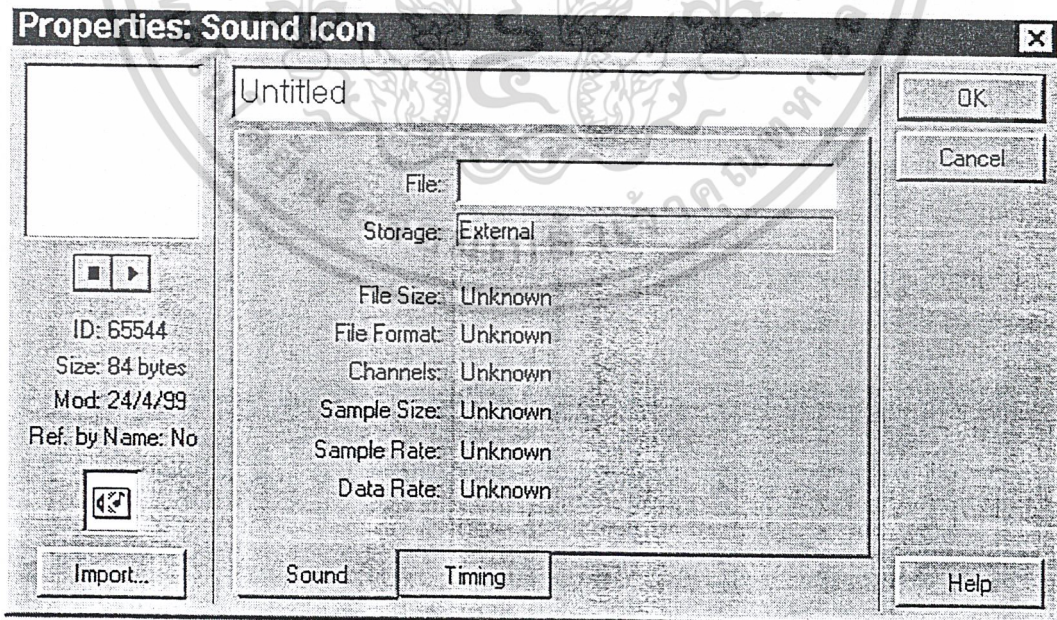 Properties: Sound Icon
Untitled
OK
Cancel
File:
Storage: External
File Size: Unknown
File Format: Unknown
Channels: Unknown
Sample Size: Unknown
Sample Rate: Unknown
Data Rate: Unknown
ID: 65544
Size: 84 bytes
Mod: 24/4/99
Ref. by Name: No
Import...
Sound
Timing
Help